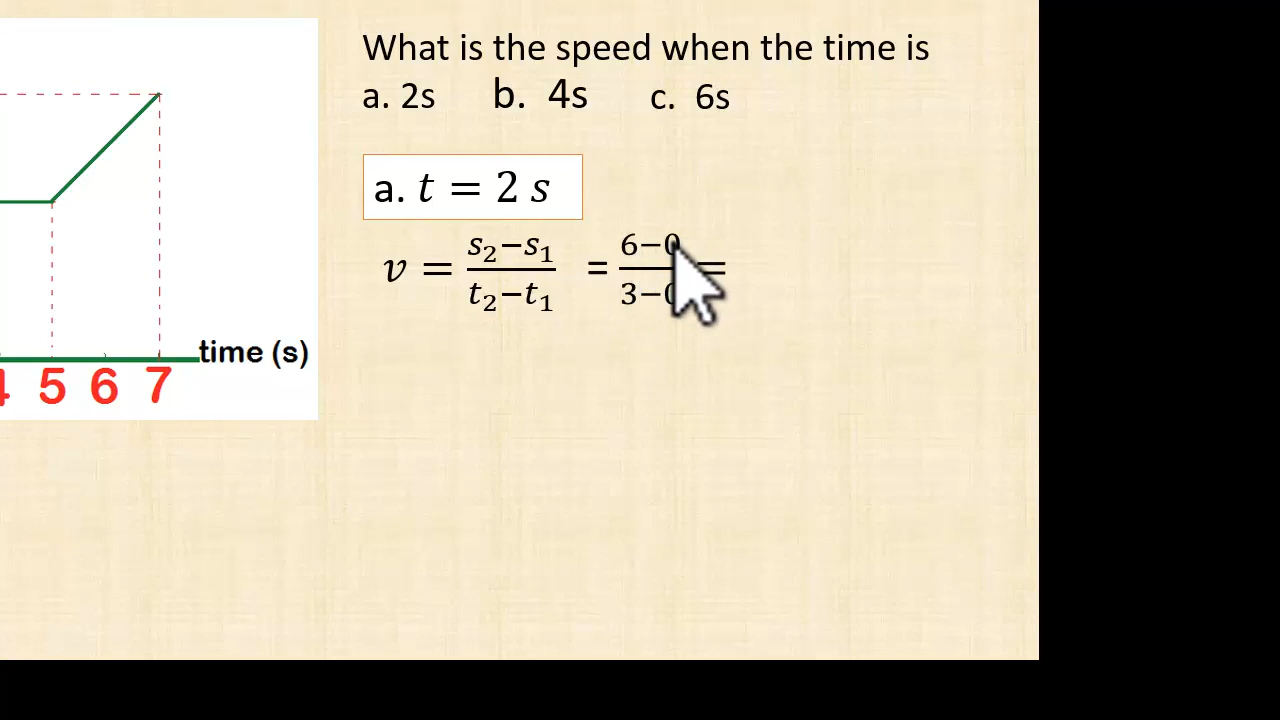 What is the speed when the time is
a. 2s b. 4s c. 6s
a. t = 2 s
v = s₂−s₁ / t₂−t₁ = 6−0 / 3−0 =
time (s)
4 5 6 7